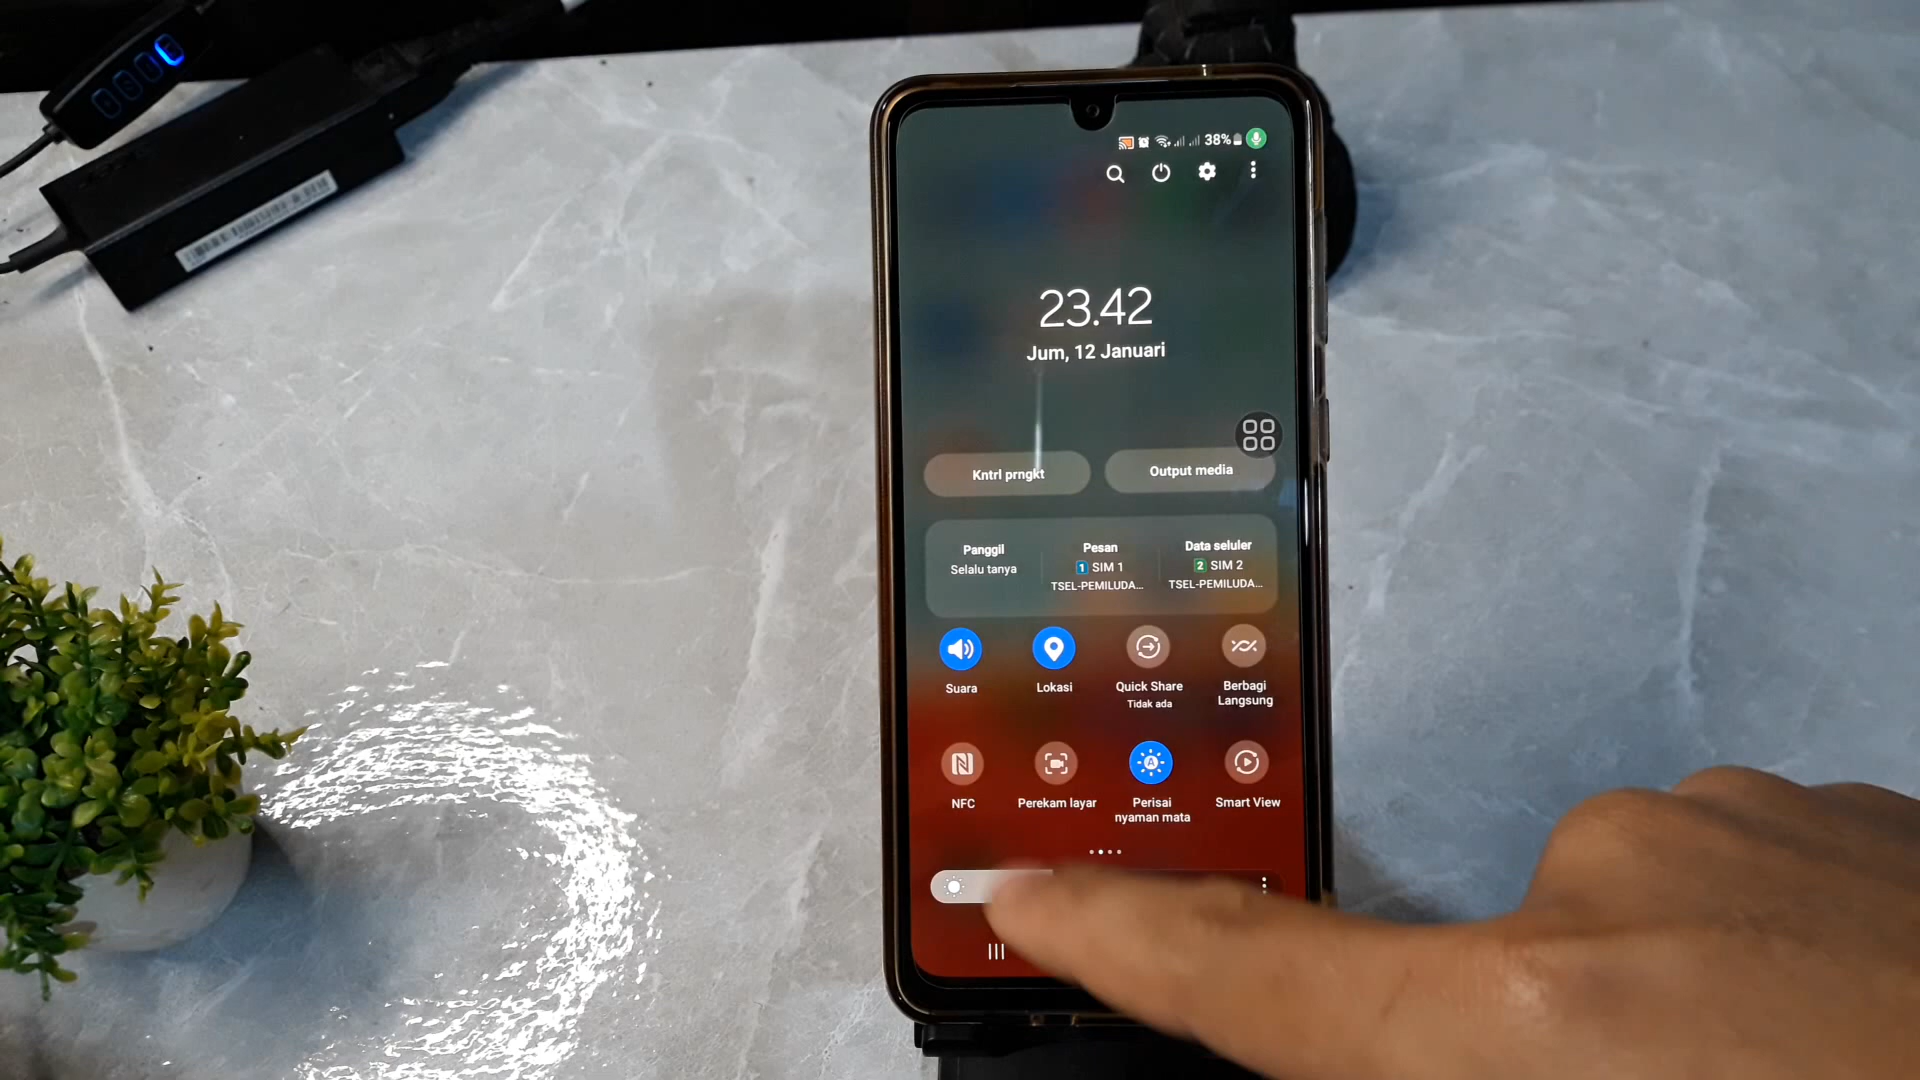 38%
23.42
Jum, 12 Januari
Kntrl prngkt
Output media
Panggil
Selalu tanya
Pesan
1 SIM 1
TSEL-PEMILUDA...
Data seluler
2 SIM 2
TSEL-PEMILUDA...
Suara
Lokasi
Quick Share
Tidak ada
Berbagi
Langsung
NFC
Perekam layar
Perisai
nyaman mata
Smart View